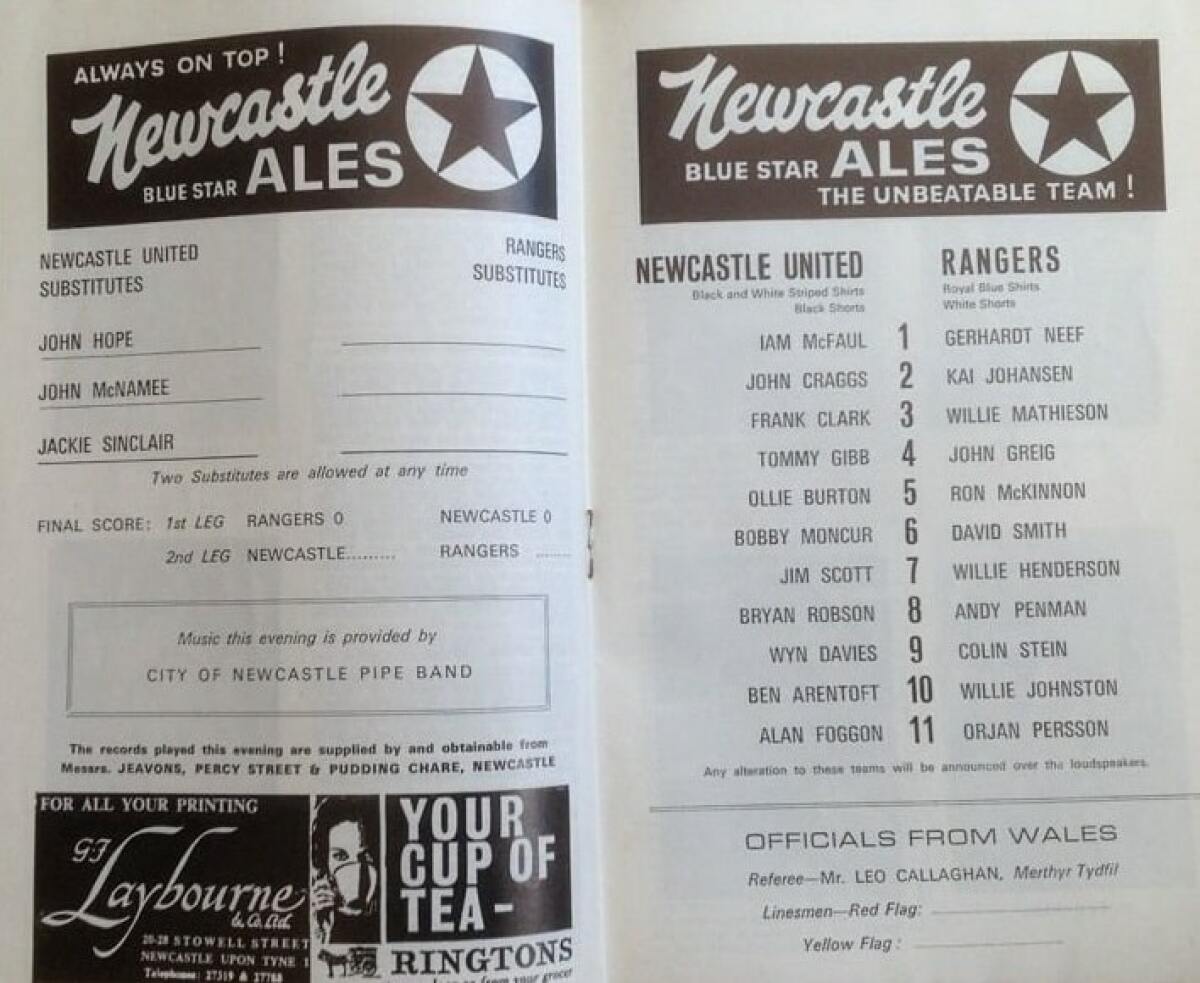 ALWAYS ON TOP !
Newcastle
BLUE STAR ALES
NEWCASTLE UNITED
SUBSTITUTES
RANGERS
SUBSTITUTES
JOHN HOPE
JOHN McNAMEE
JACKIE SINCLAIR
Two Substitutes are allowed at any time
FINAL SCORE: 1st LEG RANGERS 0 NEWCASTLE 0
2nd LEG NEWCASTLE......... RANGERS ........
Music this evening is provided by
CITY OF NEWCASTLE PIPE BAND
The records played this evening are supplied by and obtainable from
Messrs. JEAVONS, PERCY STREET & PUDDING CHARE, NEWCASTLE
FOR ALL YOUR PRINTING
GJ
Laybourne
& Co. Ltd.
20-28 STOWELL STREET
NEWCASTLE UPON TYNE 1
Telephone: 27319 & 27768
YOUR
CUP OF
TEA -
RINGTONS
from your grocer
Newcastle
BLUE STAR ALES
THE UNBEATABLE TEAM !
NEWCASTLE UNITED
Black and White Striped Shirts
Black Shorts
RANGERS
Royal Blue Shirts
White Shorts
IAM McFAUL 1 GERHARDT NEEF
JOHN CRAGGS 2 KAI JOHANSEN
FRANK CLARK 3 WILLIE MATHIESON
TOMMY GIBB 4 JOHN GREIG
OLLIE BURTON 5 RON McKINNON
BOBBY MONCUR 6 DAVID SMITH
JIM SCOTT 7 WILLIE HENDERSON
BRYAN ROBSON 8 ANDY PENMAN
WYN DAVIES 9 COLIN STEIN
BEN ARENTOFT 10 WILLIE JOHNSTON
ALAN FOGGON 11 ORJAN PERSSON
Any alteration to these teams will be announced over the loudspeakers.
OFFICIALS FROM WALES
Referee—Mr. LEO CALLAGHAN, Merthyr Tydfil
Linesmen—Red Flag:
Yellow Flag :